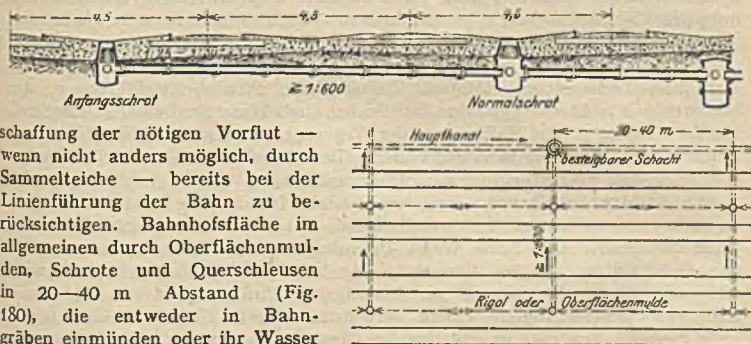 4,5 4,5 4,5
Anfangsschrot
≥ 1:600
Normalschrot
schaffung der nötigen Vorflut —
wenn nicht anders möglich, durch
Sammelteiche — bereits bei der
Linienführung der Bahn zu be-
rücksichtigen. Bahnhofsfläche im
allgemeinen durch Oberflächenmul-
den, Schrote und Querschleusen
in 20—40 m Abstand (Fig.
180), die entweder in Bahn-
gräben einmünden oder ihr Wasser
Hauptkanal
20-40 m
besteigbarer Schacht
≥ 1:600
Rigol oder Oberflächenmulde